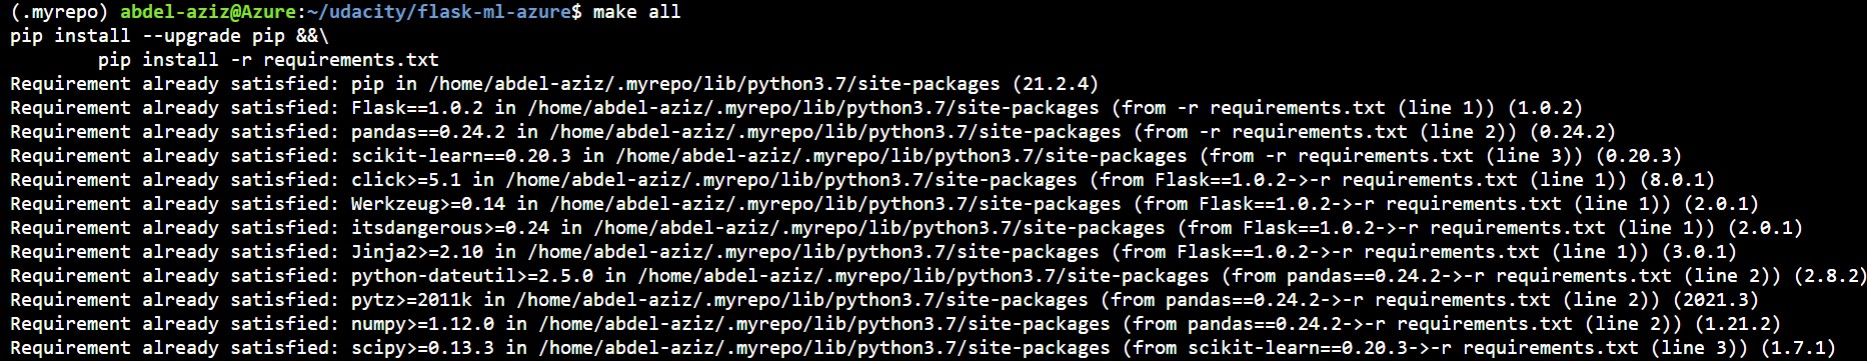 (.myrepo) abdel-aziz@Azure:~/udacity/flask-ml-azure$ make all
pip install --upgrade pip &&\
        pip install -r requirements.txt
Requirement already satisfied: pip in /home/abdel-aziz/.myrepo/lib/python3.7/site-packages (21.2.4)
Requirement already satisfied: Flask==1.0.2 in /home/abdel-aziz/.myrepo/lib/python3.7/site-packages (from -r requirements.txt (line 1)) (1.0.2)
Requirement already satisfied: pandas==0.24.2 in /home/abdel-aziz/.myrepo/lib/python3.7/site-packages (from -r requirements.txt (line 2)) (0.24.2)
Requirement already satisfied: scikit-learn==0.20.3 in /home/abdel-aziz/.myrepo/lib/python3.7/site-packages (from -r requirements.txt (line 3)) (0.20.3)
Requirement already satisfied: click>=5.1 in /home/abdel-aziz/.myrepo/lib/python3.7/site-packages (from Flask==1.0.2->-r requirements.txt (line 1)) (8.0.1)
Requirement already satisfied: Werkzeug>=0.14 in /home/abdel-aziz/.myrepo/lib/python3.7/site-packages (from Flask==1.0.2->-r requirements.txt (line 1)) (2.0.1)
Requirement already satisfied: itsdangerous>=0.24 in /home/abdel-aziz/.myrepo/lib/python3.7/site-packages (from Flask==1.0.2->-r requirements.txt (line 1)) (2.0.1)
Requirement already satisfied: Jinja2>=2.10 in /home/abdel-aziz/.myrepo/lib/python3.7/site-packages (from Flask==1.0.2->-r requirements.txt (line 1)) (3.0.1)
Requirement already satisfied: python-dateutil>=2.5.0 in /home/abdel-aziz/.myrepo/lib/python3.7/site-packages (from pandas==0.24.2->-r requirements.txt (line 2)) (2.8.2)
Requirement already satisfied: pytz>=2011k in /home/abdel-aziz/.myrepo/lib/python3.7/site-packages (from pandas==0.24.2->-r requirements.txt (line 2)) (2021.3)
Requirement already satisfied: numpy>=1.12.0 in /home/abdel-aziz/.myrepo/lib/python3.7/site-packages (from pandas==0.24.2->-r requirements.txt (line 2)) (1.21.2)
Requirement already satisfied: scipy>=0.13.3 in /home/abdel-aziz/.myrepo/lib/python3.7/site-packages (from scikit-learn==0.20.3->-r requirements.txt (line 3)) (1.7.1)